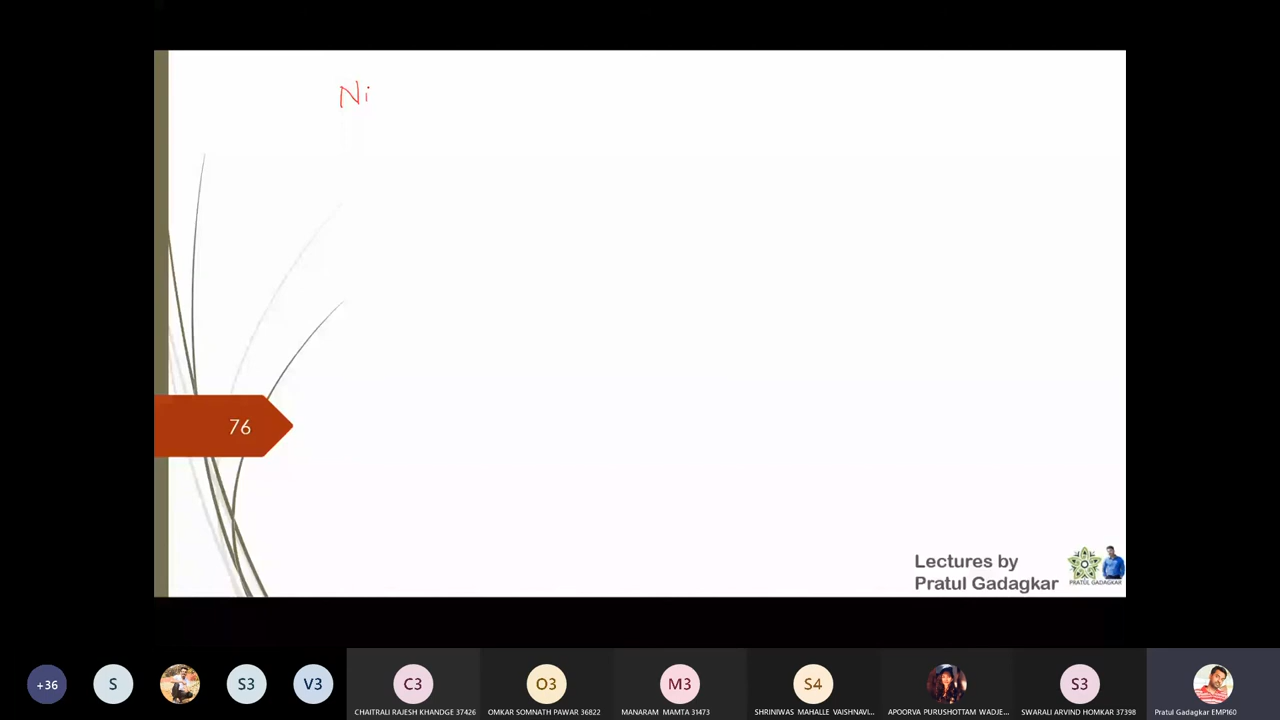 Ni
76
Lectures by
Pratul Gadagkar
PRATUL GADAGKAR
+36
S
S3
V3
C3
O3
M3
S4
S3
CHAITRALI RAJESH KHANDGE 37426
OMKAR SOMNATH PAWAR 36822
MANARAM MAMTA 31473
SHRINIWAS MAHALLE VAISHNAVI...
APOORVA PURUSHOTTAM WADJE...
SWARALI ARVIND HOMKAR 37398
Pratul Gadagkar EMP160